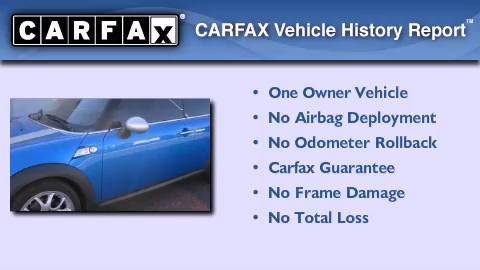 CARFAX® CARFAX Vehicle History Report™
• One Owner Vehicle
• No Airbag Deployment
• No Odometer Rollback
• Carfax Guarantee
• No Frame Damage
• No Total Loss